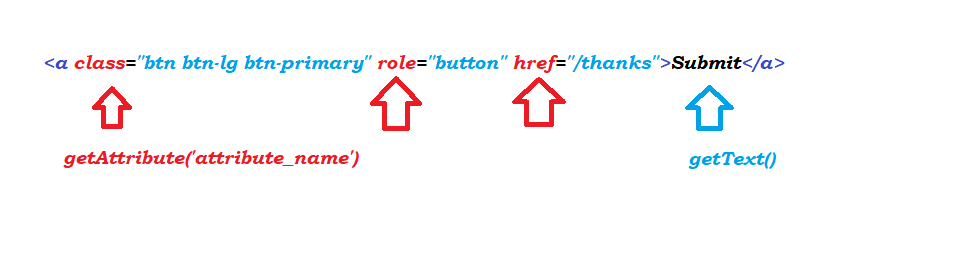 <a class="btn btn-lg btn-primary" role="button" href="/thanks">Submit</a>
getAttribute('attribute_name') getText()